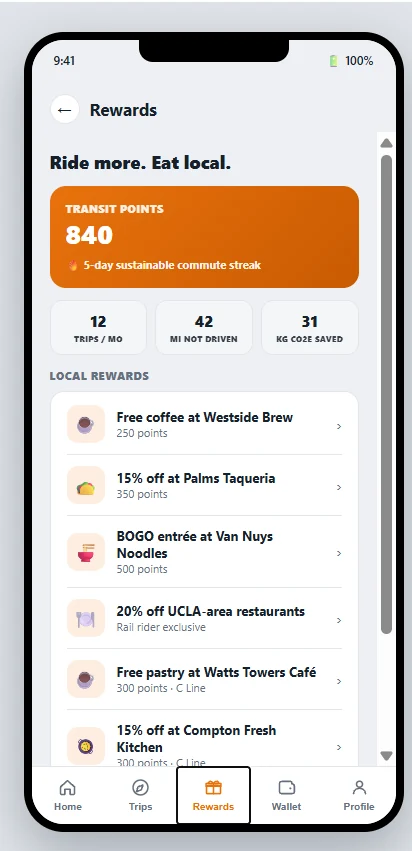 9:41
100%
← Rewards
Ride more. Eat local.
TRANSIT POINTS
840
5-day sustainable commute streak
12
TRIPS / MO
42
MI NOT DRIVEN
31
KG CO2E SAVED
LOCAL REWARDS
Free coffee at Westside Brew
250 points
15% off at Palms Taqueria
350 points
BOGO entrée at Van Nuys
Noodles
500 points
20% off UCLA-area restaurants
Rail rider exclusive
Free pastry at Watts Towers Café
300 points · C Line
15% off at Compton Fresh
Kitchen
300 points · C Line
Home
Trips
Rewards
Wallet
Profile